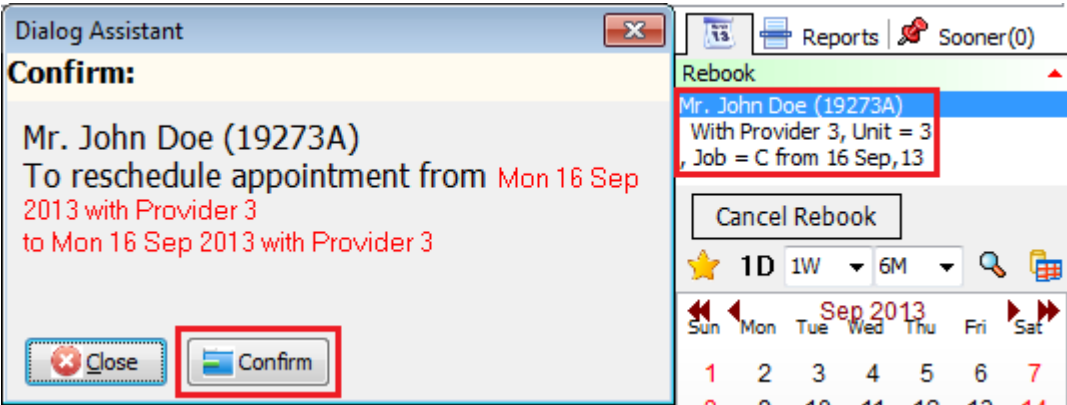 Dialog Assistant
Confirm:
Mr. John Doe (19273A)
To reschedule appointment from Mon 16 Sep
2013 with Provider 3
to Mon 16 Sep 2013 with Provider 3
Close
Confirm
13
Reports
Sooner(0)
Rebook
Mr. John Doe (19273A)
With Provider 3, Unit = 3
, Job = C from 16 Sep,13
Cancel Rebook
1D 1W 6M
Sep 2013
Sun Mon Tue Wed Thu Fri Sat
1 2 3 4 5 6 7